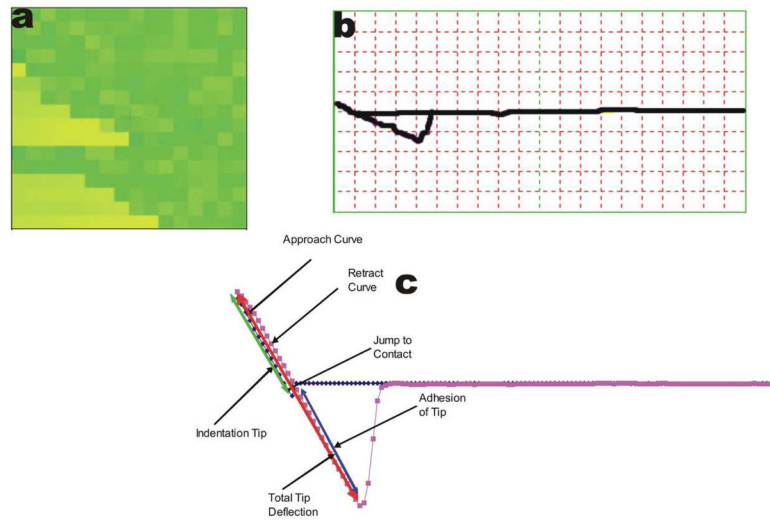 a
b
Approach Curve
Retract
Curve
c
Jump to
Contact
Adhesion
of Tip
Indentation Tip
Total Tip
Deflection